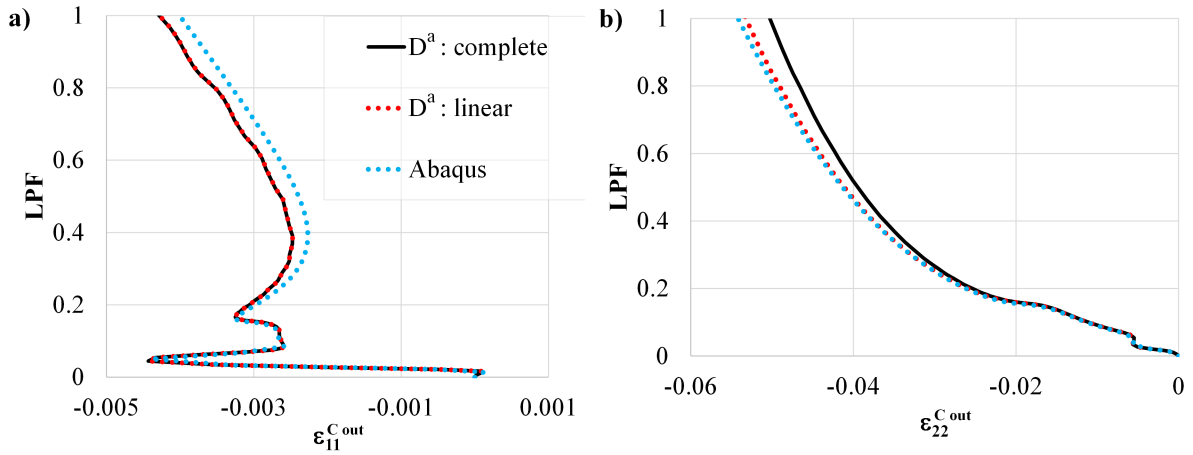 a)
1
0.8
0.6
0.4
0.2
0
LPF
-0.005
-0.003
-0.001
0.001
ε₁₁^C out
Dᵃ : complete
Dᵃ : linear
Abaqus
b)
1
0.8
0.6
0.4
0.2
0
LPF
-0.06
-0.04
-0.02
0
ε₂₂^C out